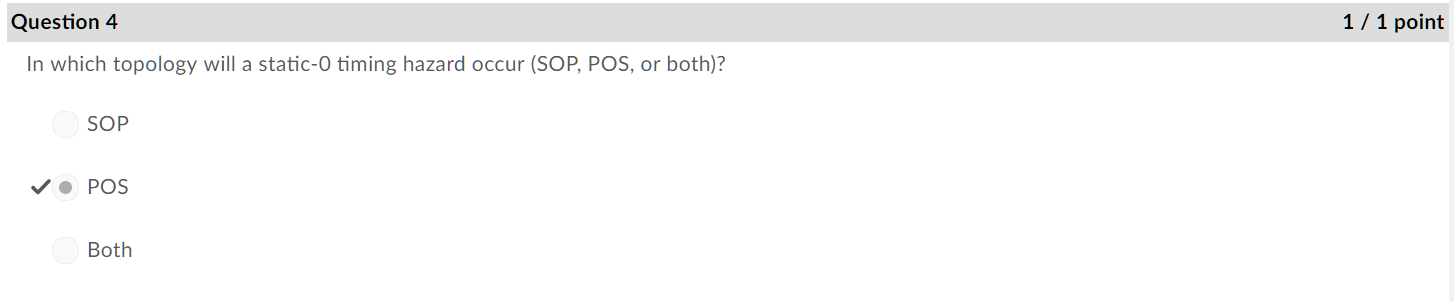 Question 4 1 / 1 point
In which topology will a static-0 timing hazard occur (SOP, POS, or both)?
SOP
POS
Both